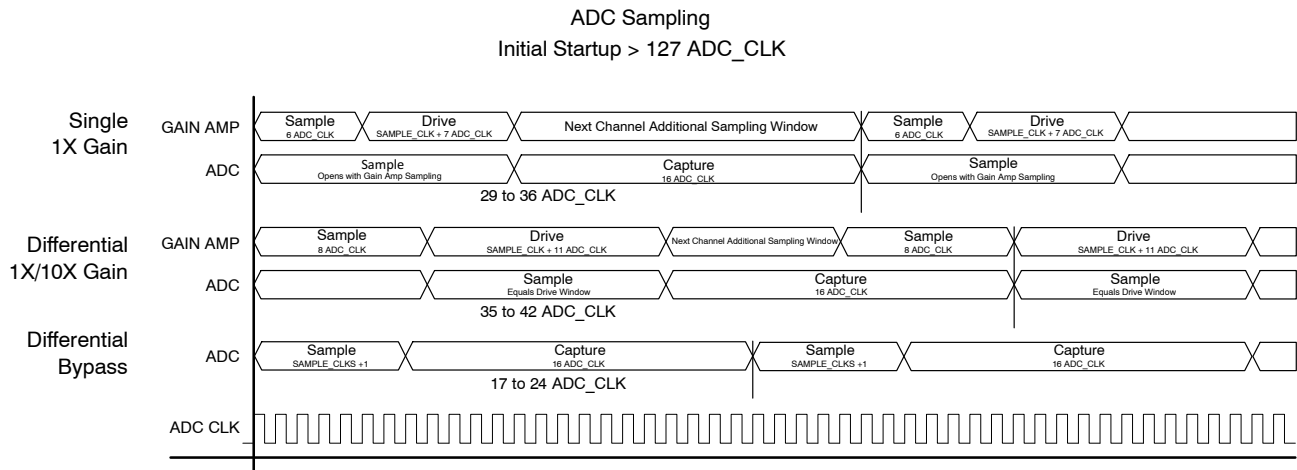 ADC Sampling
Initial Startup > 127 ADC_CLK
Single
1X Gain
GAIN AMP
Sample
6 ADC_CLK
Drive
SAMPLE_CLK + 7 ADC_CLK
Next Channel Additional Sampling Window
Sample
6 ADC_CLK
Drive
SAMPLE_CLK + 7 ADC_CLK
ADC
Sample
Opens with Gain Amp Sampling
Capture
16 ADC_CLK
Sample
Opens with Gain Amp Sampling
29 to 36 ADC_CLK
Differential
1X/10X Gain
GAIN AMP
Sample
8 ADC_CLK
Drive
SAMPLE_CLK + 11 ADC_CLK
Next Channel Additional Sampling Window
Sample
8 ADC_CLK
Drive
SAMPLE_CLK + 11 ADC_CLK
ADC
Sample
Equals Drive Window
Capture
16 ADC_CLK
Sample
Equals Drive Window
35 to 42 ADC_CLK
Differential
Bypass
ADC
Sample
SAMPLE_CLKS +1
Capture
16 ADC_CLK
Sample
SAMPLE_CLKS +1
Capture
16 ADC_CLK
17 to 24 ADC_CLK
ADC CLK